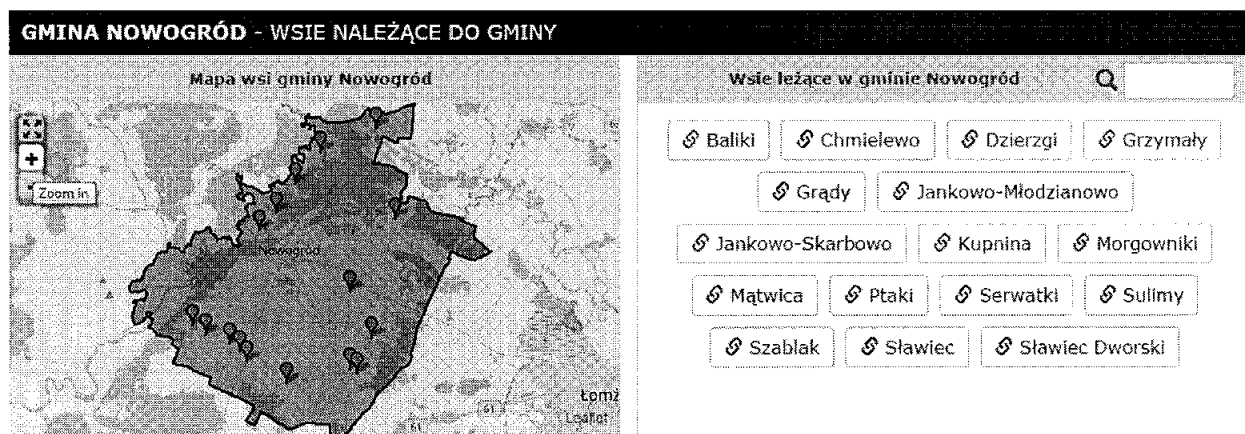 GMINA NOWOGRÓD - WSIE NALEŻĄCE DO GMINY
Mapa wsi gminy Nowogród
Wsie leżące w gminie Nowogród
+
Zoom in
Nowogród
Łomż
61
61
Leaflet
Baliki Chmielewo Dzierzgi Grzymały
Grądy Jankowo-Młodzianowo
Jankowo-Skarbowo Kupnina Morgowniki
Mątwica Ptaki Serwatki Sulimy
Szablak Sławiec Sławiec Dworski